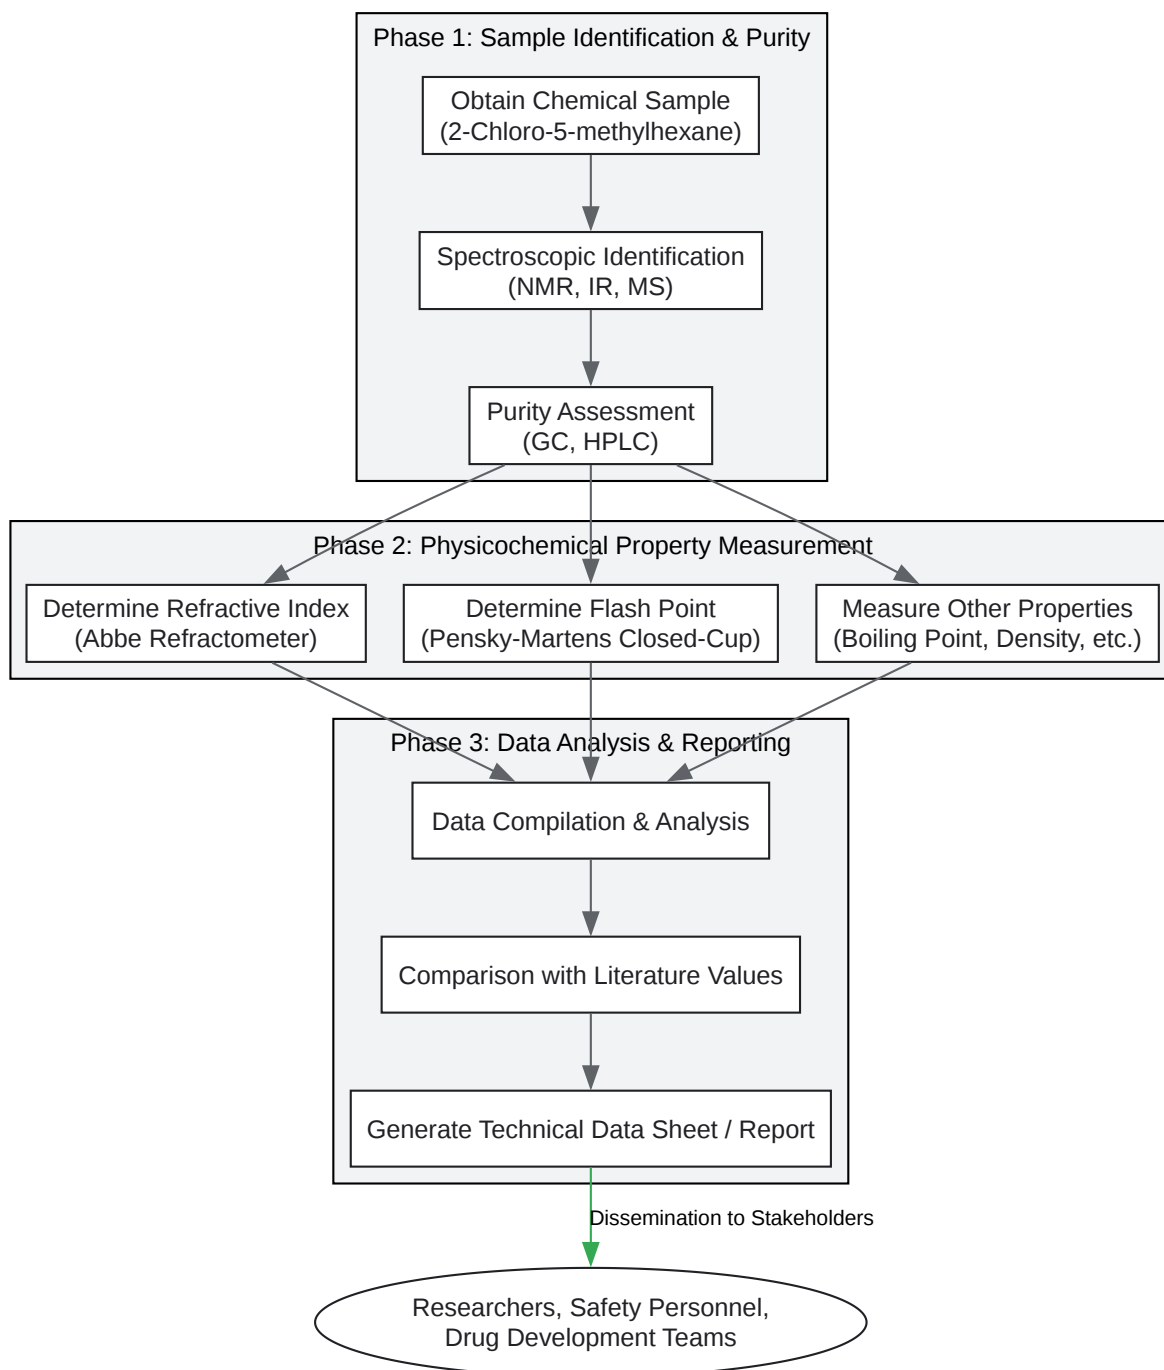 Phase 1: Sample Identification & Purity
Obtain Chemical Sample
(2-Chloro-5-methylhexane)
Spectroscopic Identification
(NMR, IR, MS)
Purity Assessment
(GC, HPLC)
Phase 2: Physicochemical Property Measurement
Determine Refractive Index
(Abbe Refractometer)
Determine Flash Point
(Pensky-Martens Closed-Cup)
Measure Other Properties
(Boiling Point, Density, etc.)
Phase 3: Data Analysis & Reporting
Data Compilation & Analysis
Comparison with Literature Values
Generate Technical Data Sheet / Report
Dissemination to Stakeholders
Researchers, Safety Personnel,
Drug Development Teams